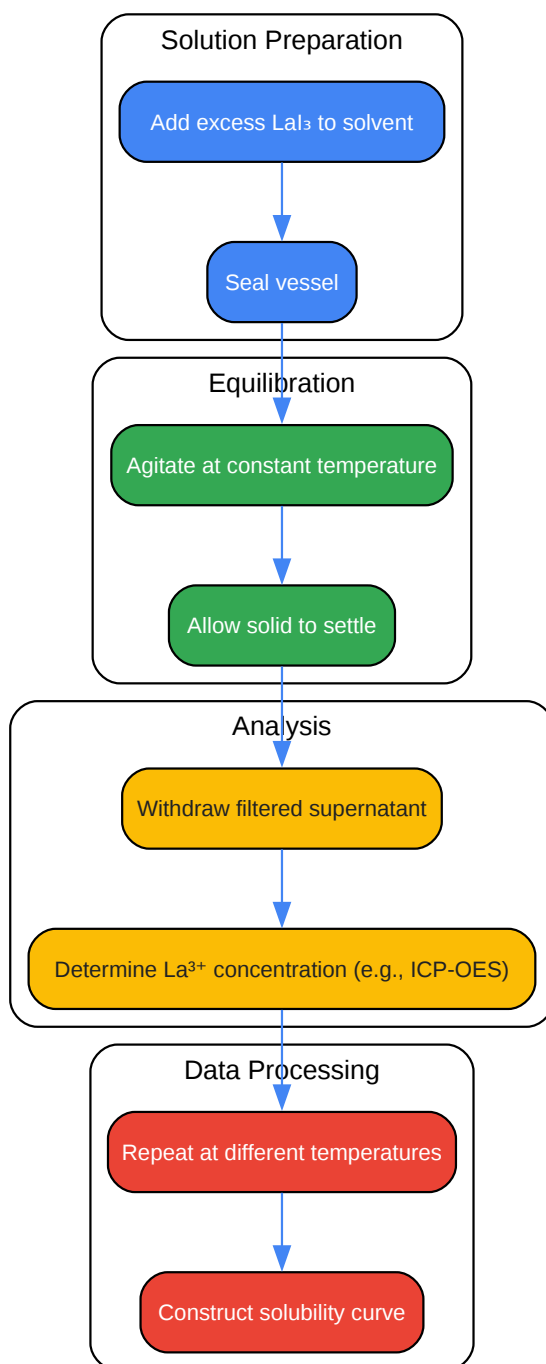 Solution Preparation
Add excess LaI₃ to solvent
Seal vessel
Equilibration
Agitate at constant temperature
Allow solid to settle
Analysis
Withdraw filtered supernatant
Determine La³⁺ concentration (e.g., ICP-OES)
Data Processing
Repeat at different temperatures
Construct solubility curve